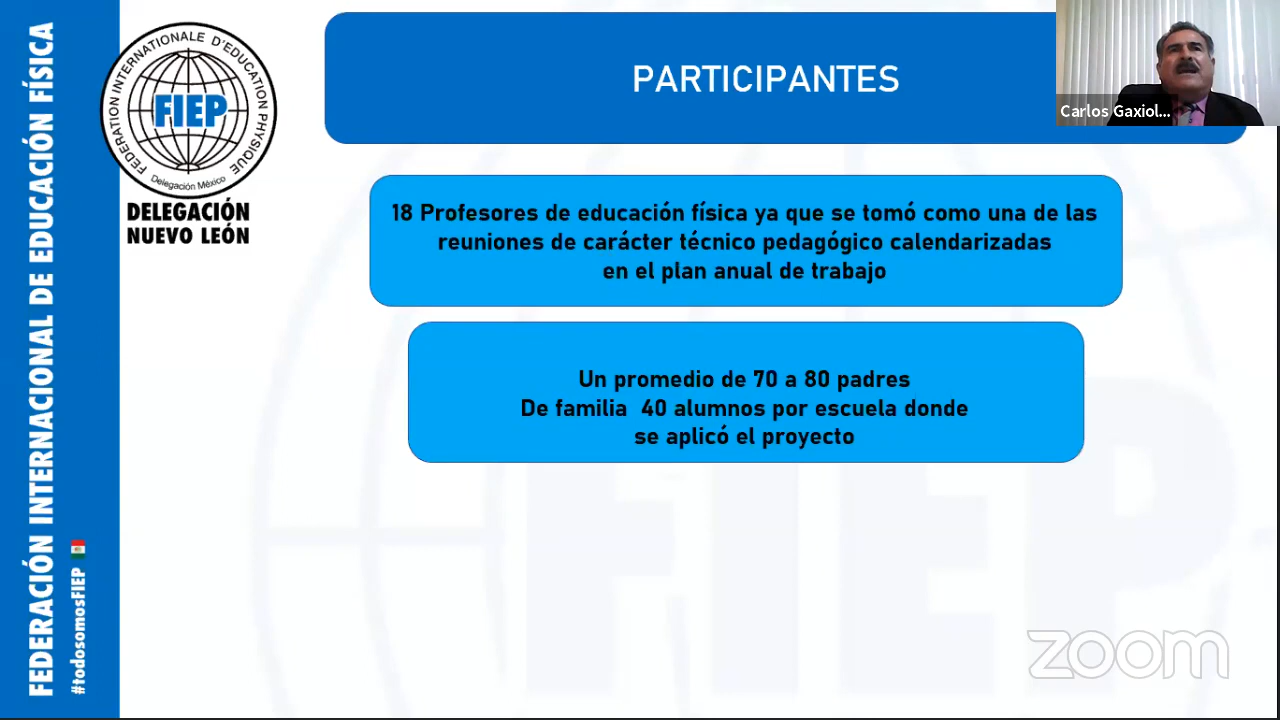 FEDERACIÓN INTERNACIONAL DE EDUCACIÓN FÍSICA
#todosomosFIEP
FEDERATION INTERNATIONALE D'EDUCATION PHYSIQUE
FIEP
Delegación México
DELEGACIÓN
NUEVO LEÓN
PARTICIPANTES
Carlos Gaxiol...
18 Profesores de educación física ya que se tomó como una de las
reuniones de carácter técnico pedagógico calendarizadas
en el plan anual de trabajo
Un promedio de 70 a 80 padres
De familia 40 alumnos por escuela donde
se aplicó el proyecto
FIEP
zoom